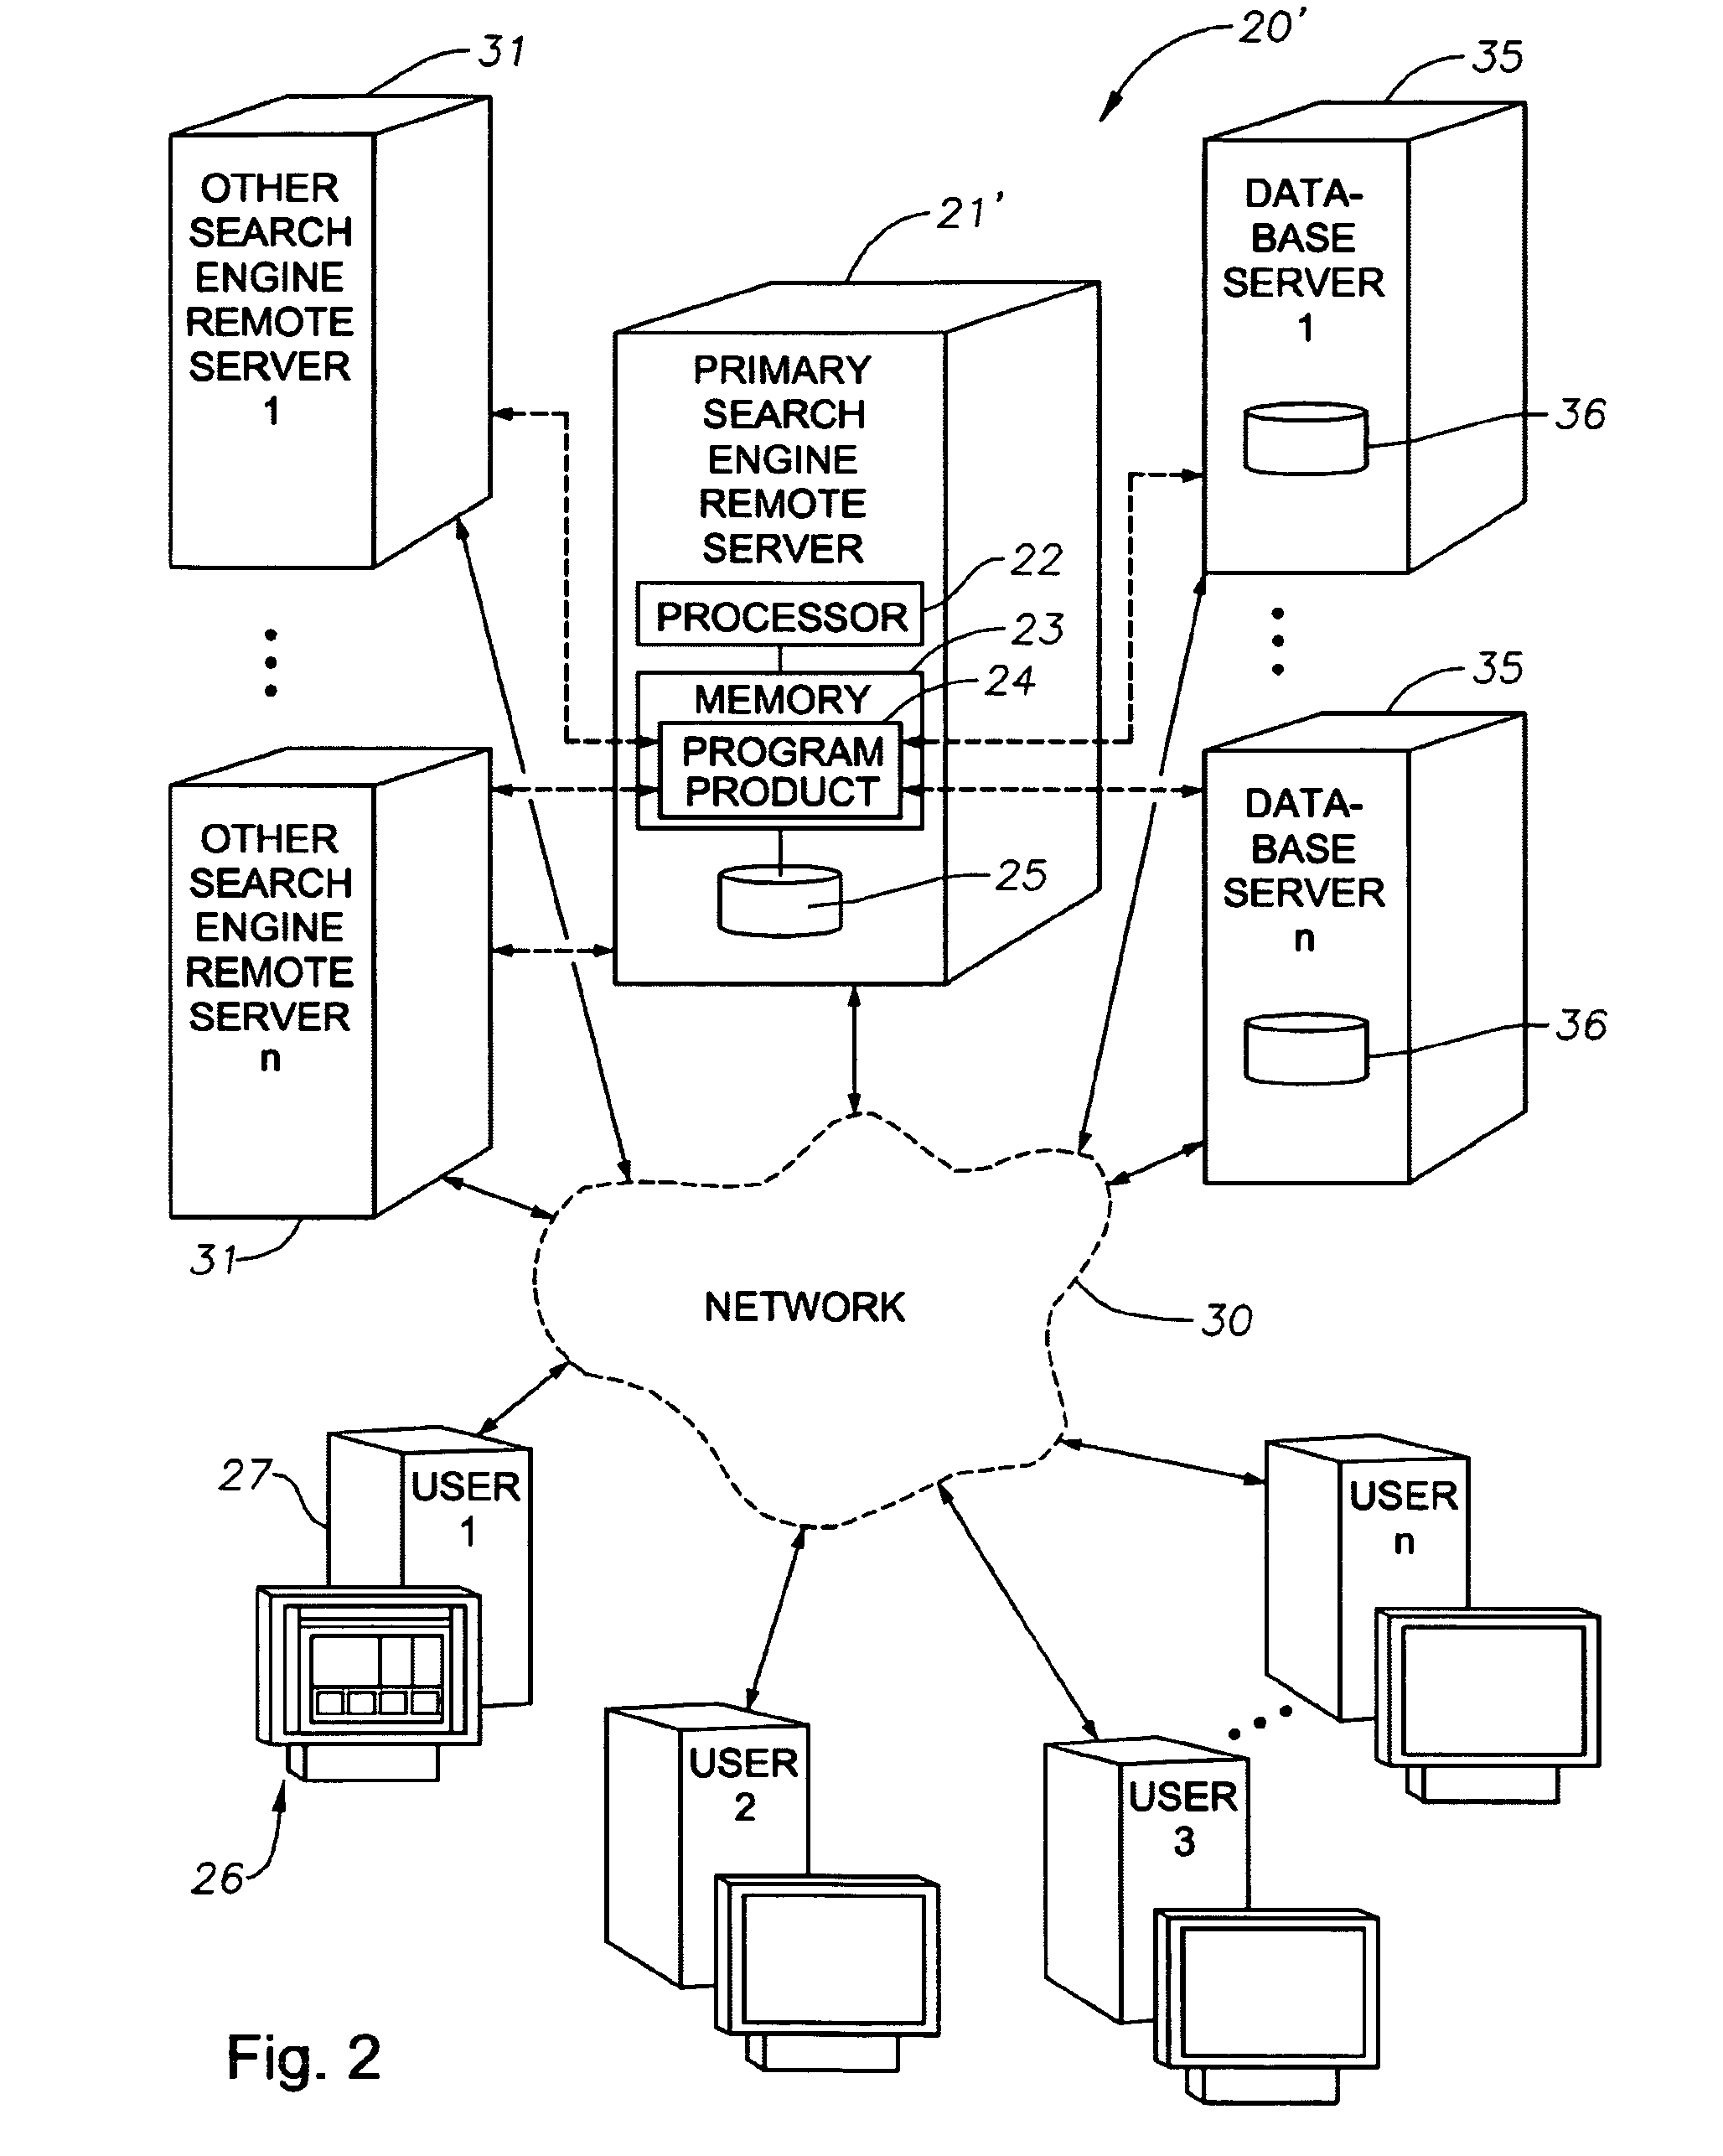 31
20'
35
OTHER
SEARCH
ENGINE
REMOTE
SERVER
1
21'
DATA-
BASE
SERVER
1
36
PRIMARY
SEARCH
ENGINE
REMOTE
SERVER
22
PROCESSOR
23
MEMORY
24
PROGRAM
PRODUCT
25
35
OTHER
SEARCH
ENGINE
REMOTE
SERVER
n
31
DATA-
BASE
SERVER
n
36
NETWORK
30
27
USER
1
26
USER
2
USER
3
USER
n
Fig. 2